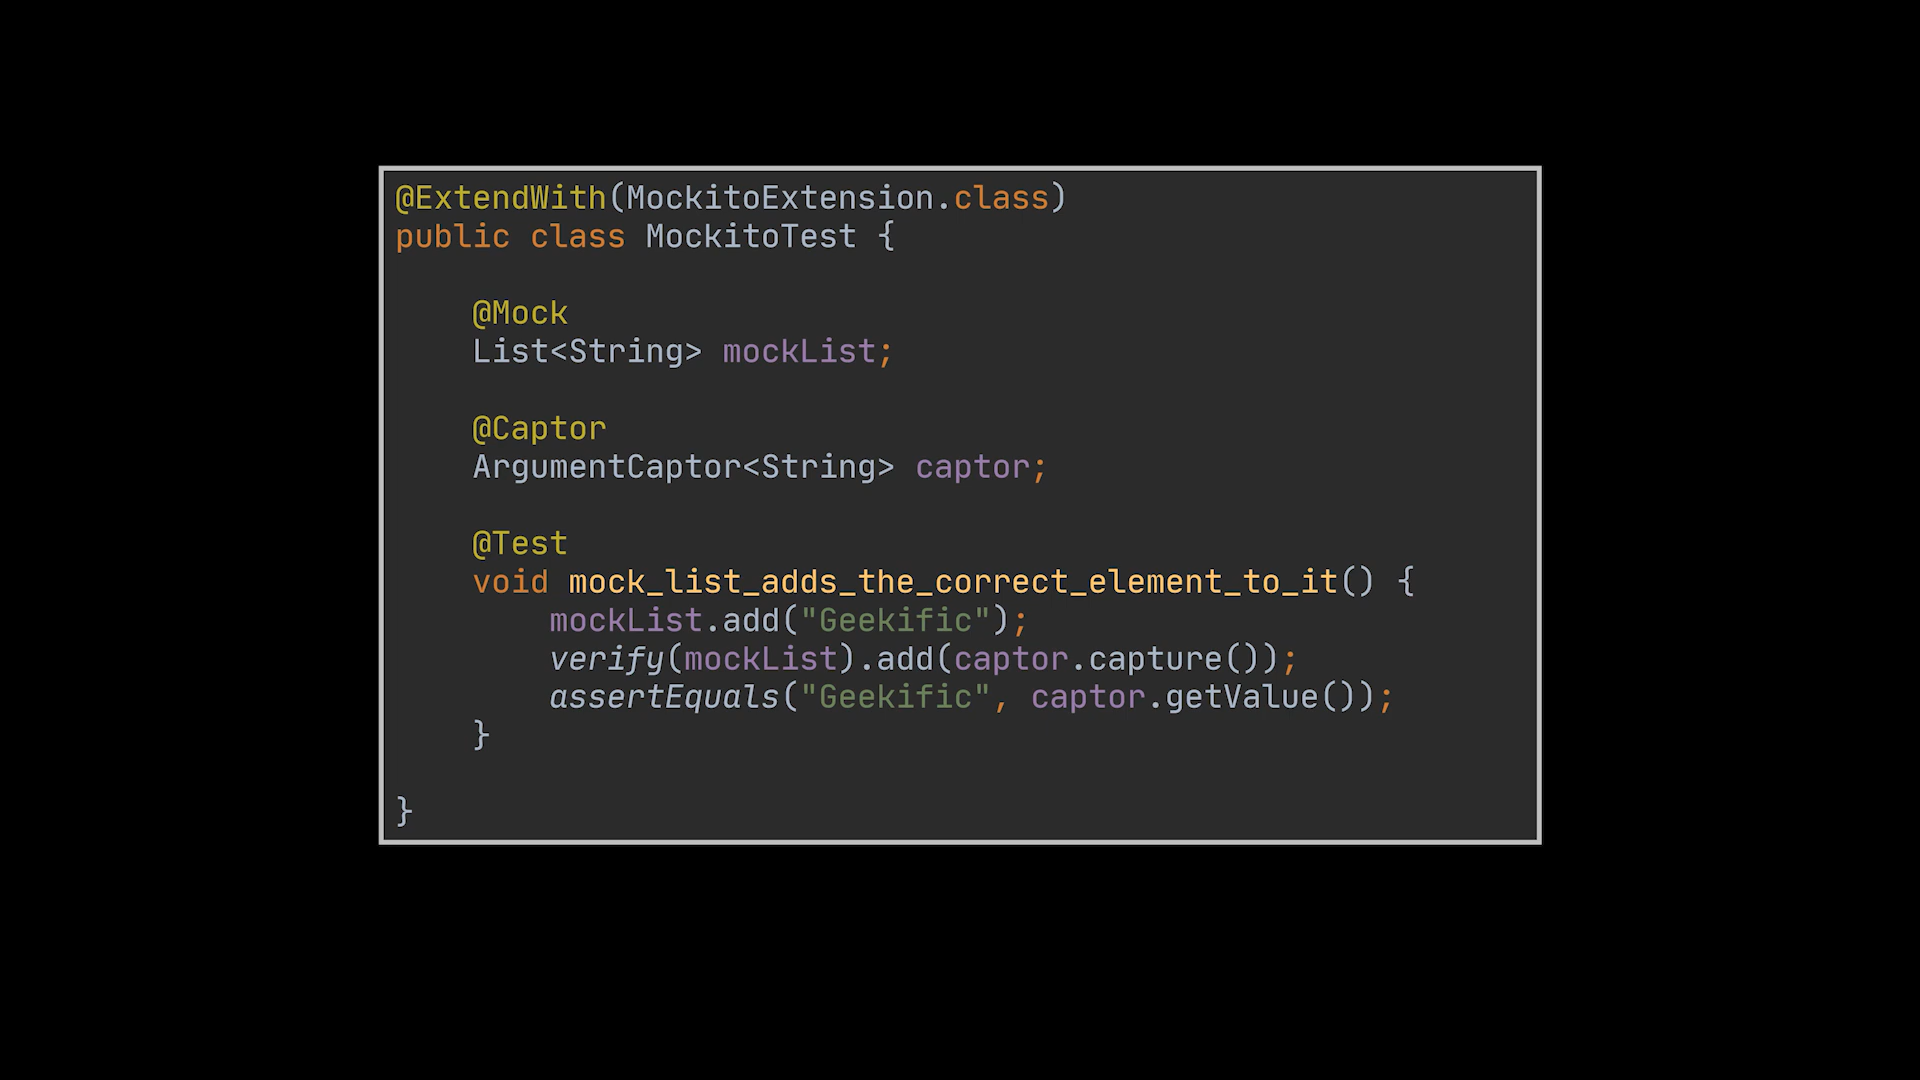 @ExtendWith(MockitoExtension.class)
public class MockitoTest {
@Mock
List<String> mockList;
@Captor
ArgumentCaptor<String> captor;
@Test
void mock_list_adds_the_correct_element_to_it() {
mockList.add("Geekific");
verify(mockList).add(captor.capture());
assertEquals("Geekific", captor.getValue());
}
}